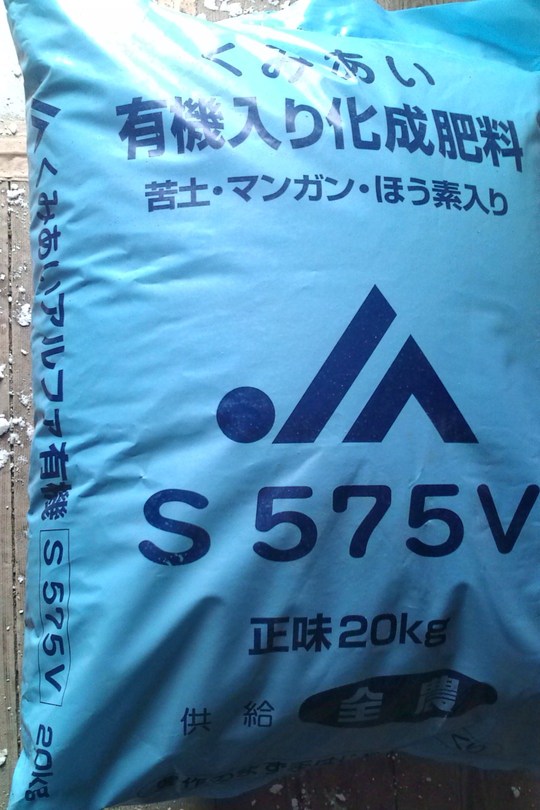 くみあい
有機入り化成肥料
苦土・マンガン・ほう素入り
JA
S 575V
正味20kg
供給 全農
くみあいアルファ有機 S 575V 20kg